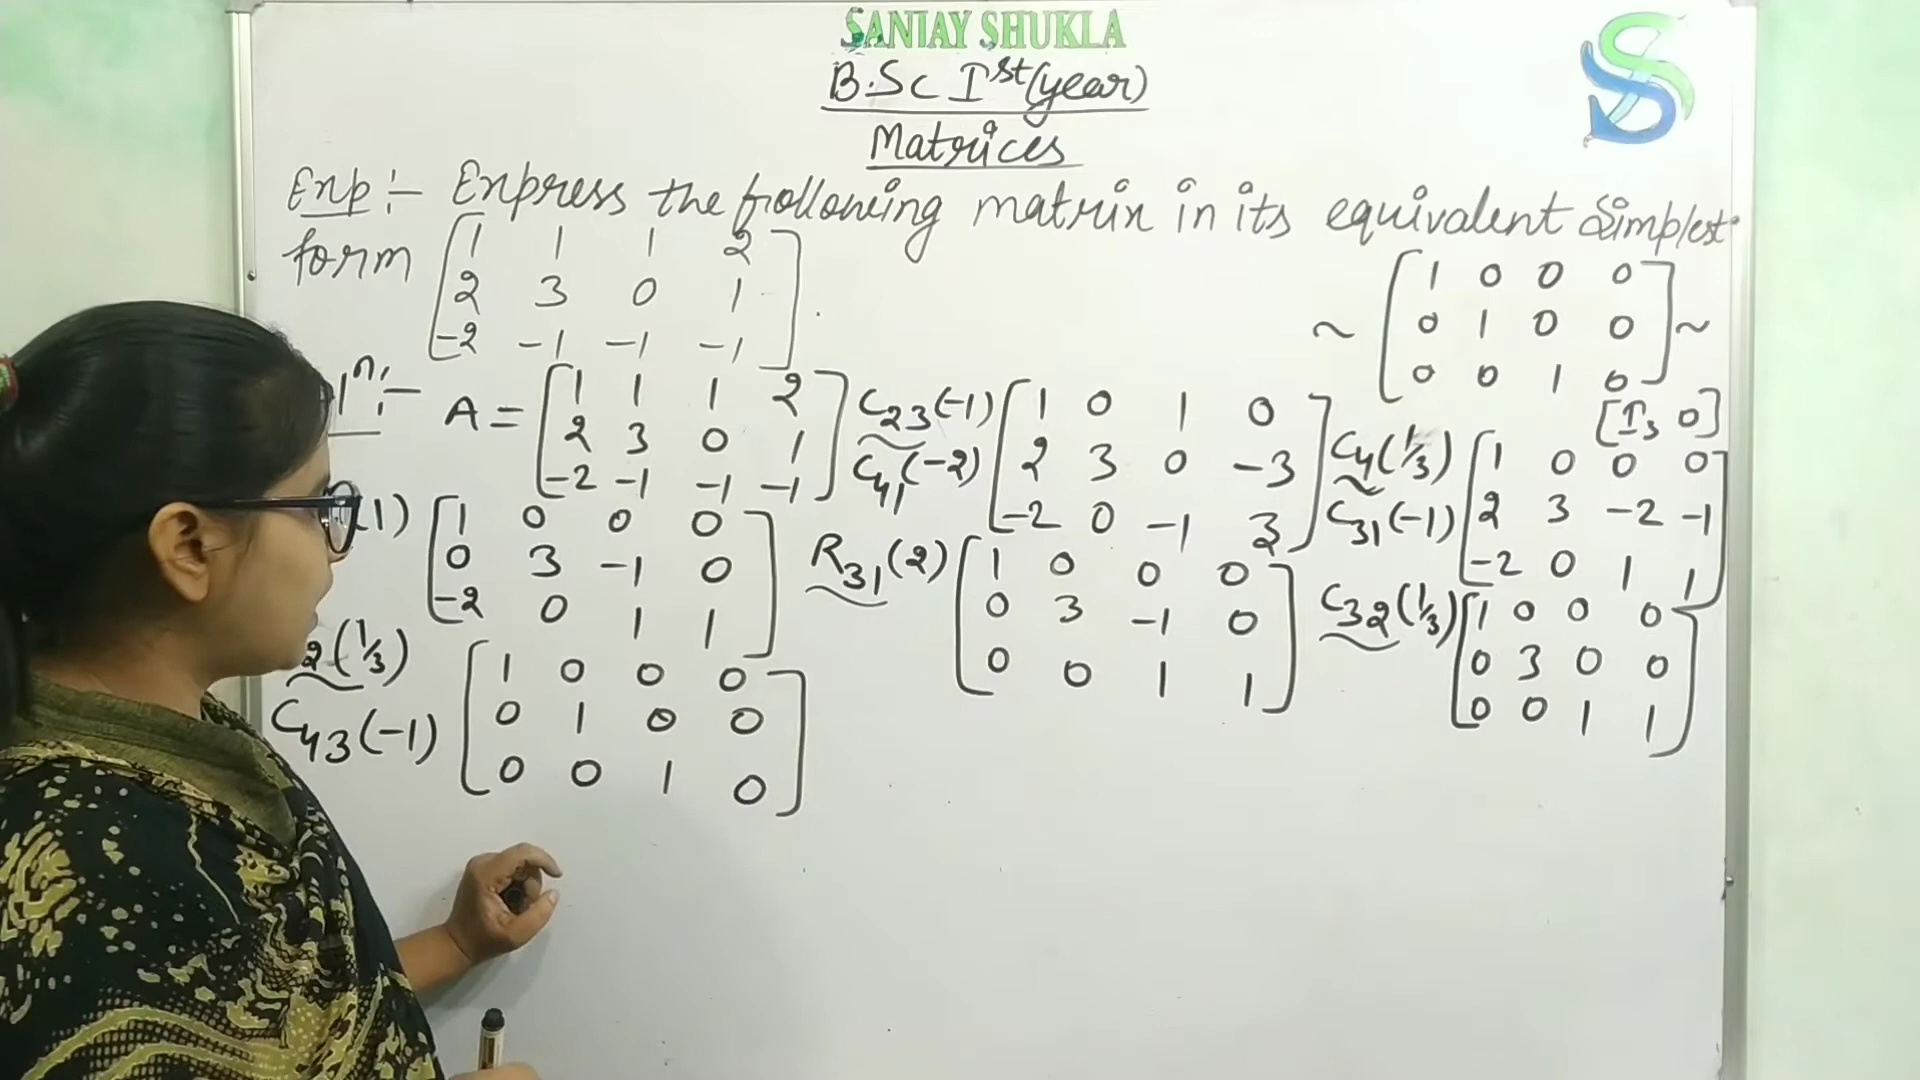 SANJAY SHUKLA
B.Sc Ist (year)
Matrices
Exp :- Express the following matrix in its equivalent Simplest
form [1 1 1 2
2 3 0 1
-2 -1 -1 -1] .
~ [1 0 0 0
0 1 0 0
0 0 1 0] ~
[I3 0]
A = [1 1 1 2
2 3 0 1
-2 -1 -1 -1]
C23(-1)
~
C41(-2)
[1 0 1 0
2 3 0 -3
-2 0 -1 3]
C4(1/3)
~
C31(-1)
[1 0 0 0
2 3 -2 -1
-2 0 1 1]
(1) [1 0 0 0
0 3 -1 0
-2 0 1 1]
R31(2)
~
[1 0 0 0
0 3 -1 0
0 0 1 1]
C32(1/3)
~
[1 0 0 0
0 3 0 0
0 0 1 1]
2(1/3)
~
C43(-1)
[1 0 0 0
0 1 0 0
0 0 1 0]